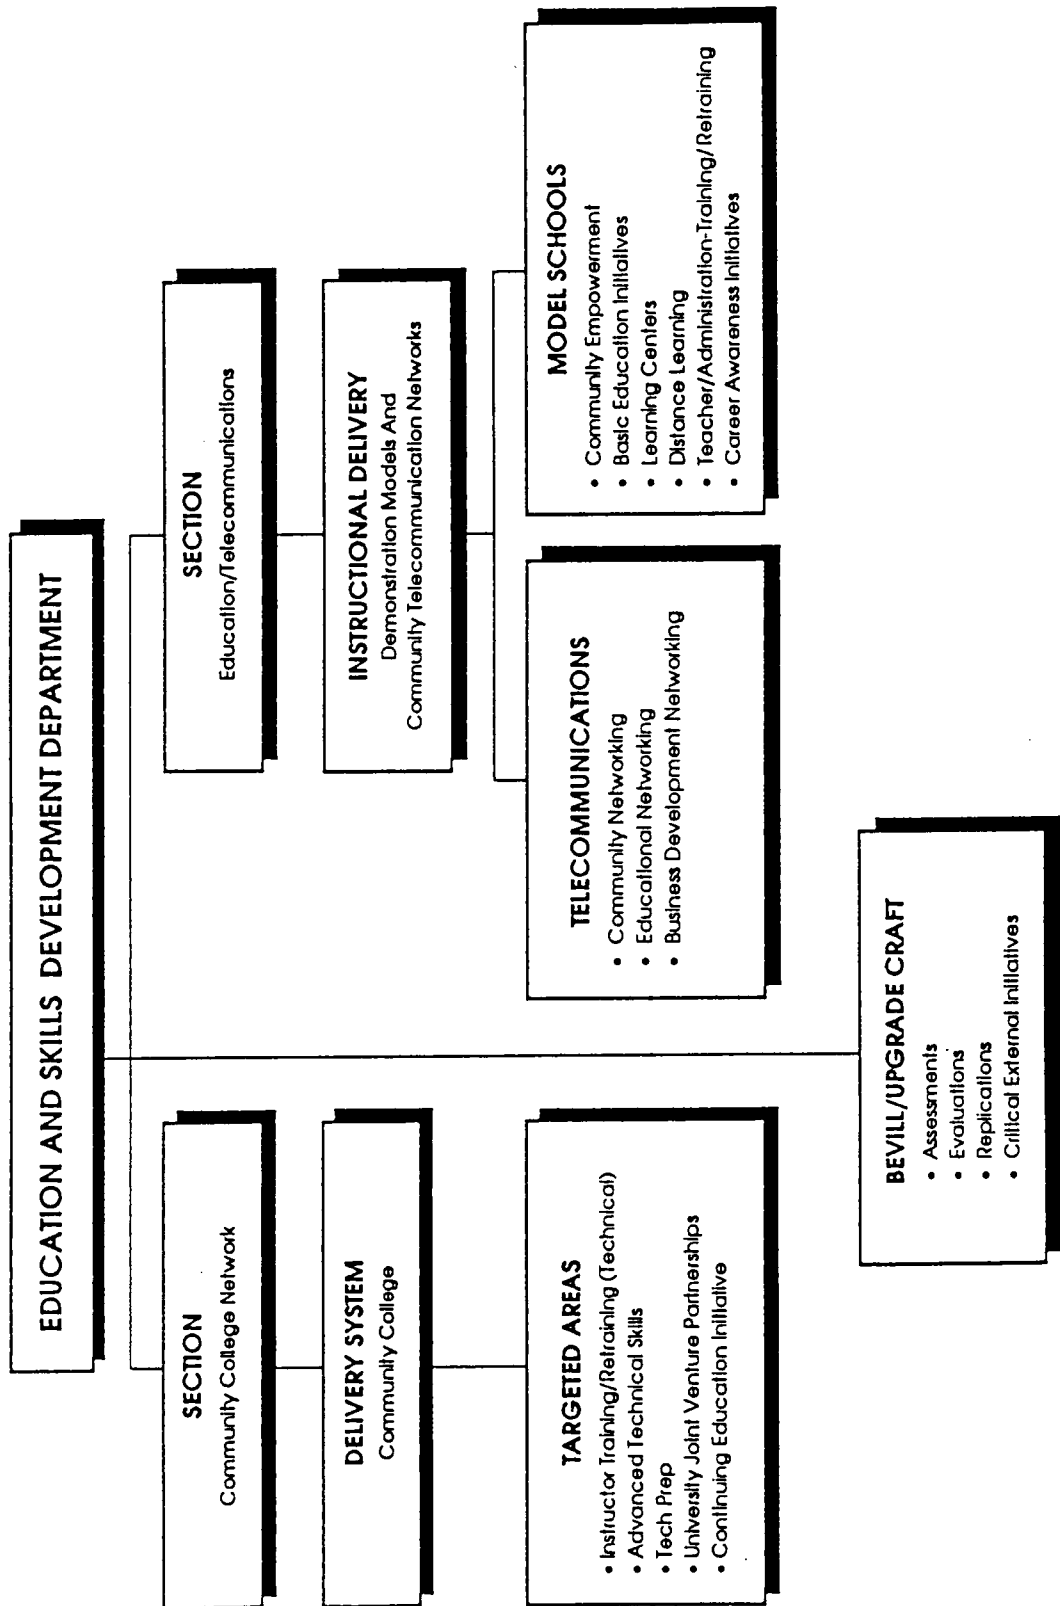 EDUCATION AND SKILLS DEVELOPMENT DEPARTMENT
SECTION
Community College Network
DELIVERY SYSTEM
Community College
TARGETED AREAS
• Instructor Training/Retraining (Technical)
• Advanced Technical Skills
• Tech Prep
• University Joint Venture Partnerships
• Continuing Education Initiative
BEVILL/UPGRADE CRAFT
• Assessments
• Evaluations
• Replications
• Critical External Initiatives
SECTION
Education/Telecommunications
INSTRUCTIONAL DELIVERY
Demonstration Models And
Community Telecommunication Networks
TELECOMMUNICATIONS
• Community Networking
• Educational Networking
• Business Development Networking
MODEL SCHOOLS
• Community Empowerment
• Basic Education Initiatives
• Learning Centers
• Distance Learning
• Teacher/Administration-Training/Retraining
• Career Awareness Initiatives